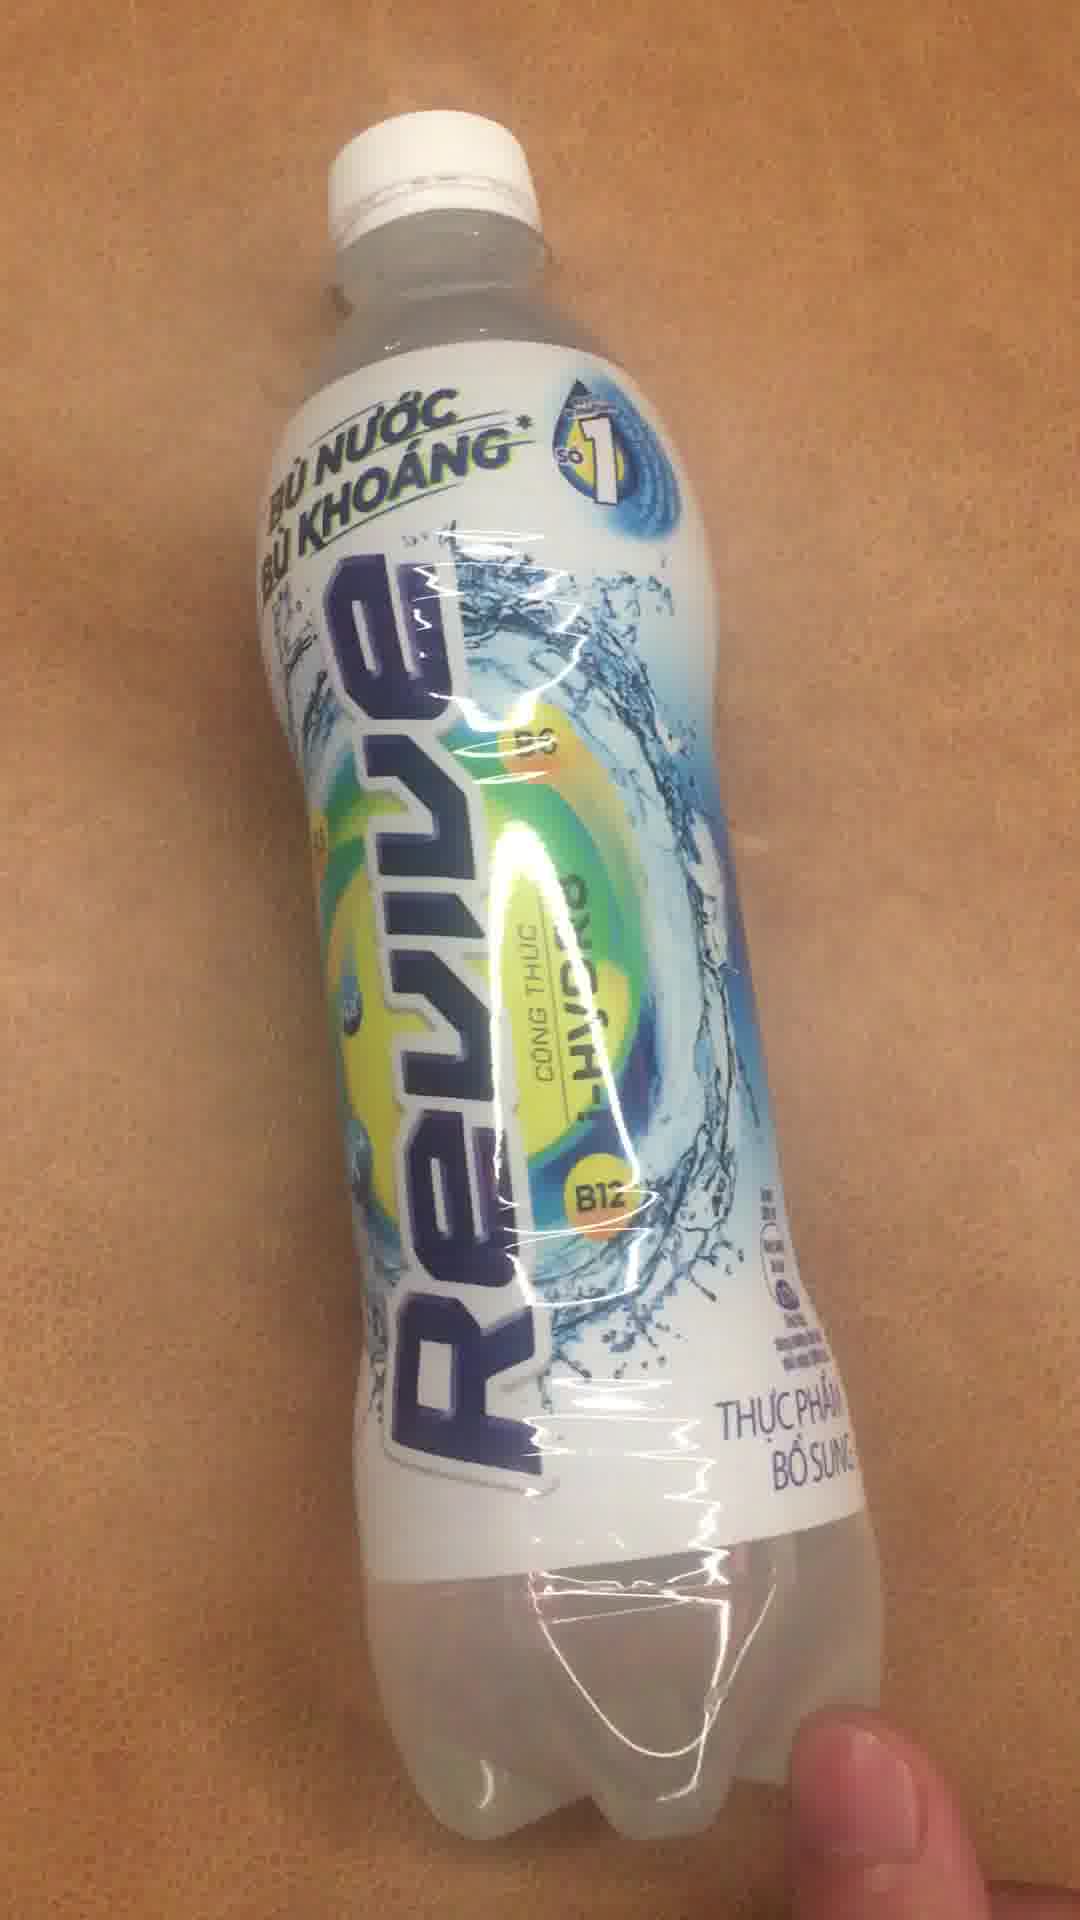 BÙ NƯỚC
BÙ KHOÁNG*
SỐ 1
Revive
B6
CÔNG THỨC
i-HYDRO
B12
THỰC PHẨM
BỔ SUNG